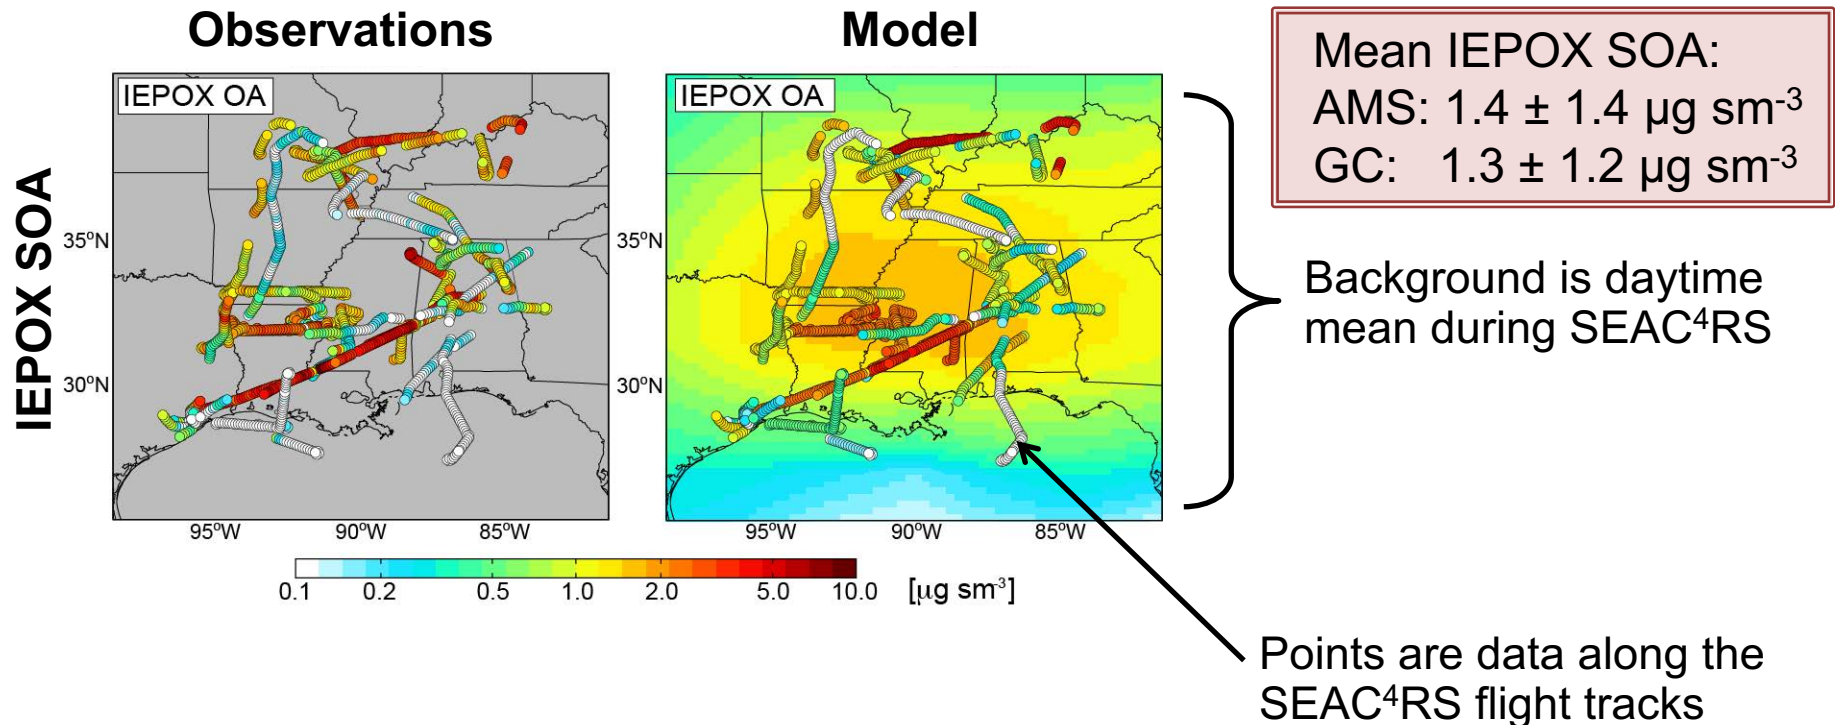 Observations
Model
Mean IEPOX SOA:
AMS: 1.4 ± 1.4 µg sm⁻³
GC: 1.3 ± 1.2 µg sm⁻³
IEPOX SOA
IEPOX OA
IEPOX OA
35°N
30°N
95°W
90°W
85°W
35°N
30°N
95°W
90°W
85°W
Background is daytime
mean during SEAC⁴RS
0.1 0.2 0.5 1.0 2.0 5.0 10.0 [µg sm⁻³]
Points are data along the
SEAC⁴RS flight tracks